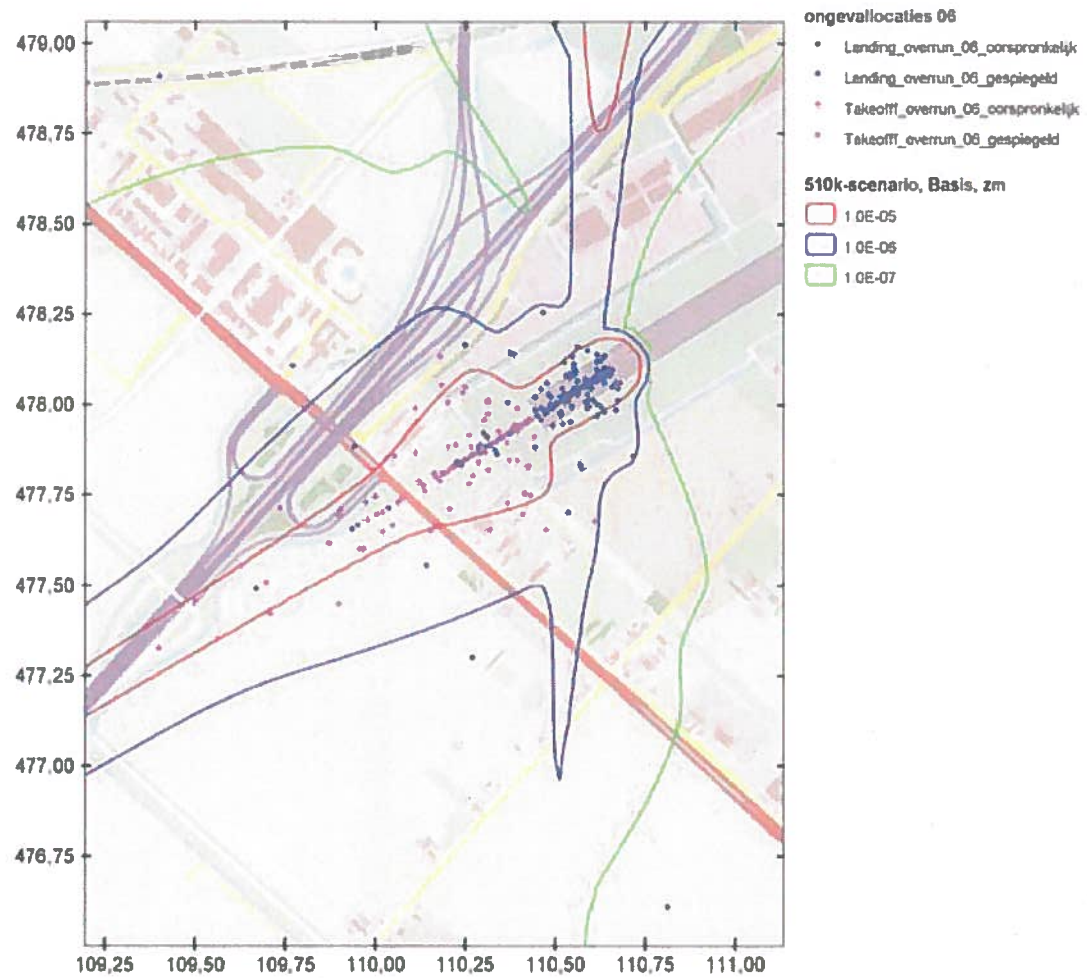 ongevallocaties 06
Landing_overrun_06_oorspronkelijk
Landing_overrun_06_gespiegeld
Takeoff_overrun_06_oorspronkelijk
Takeoff_overrun_06_gespiegeld
510k-scenario, Basis, zm
1.0E-05
1.0E-06
1.0E-07
479,00
478,75
478,50
478,25
478,00
477,75
477,50
477,25
477,00
476,75
109,25 109,50 109,75 110,00 110,25 110,50 110,75 111,00